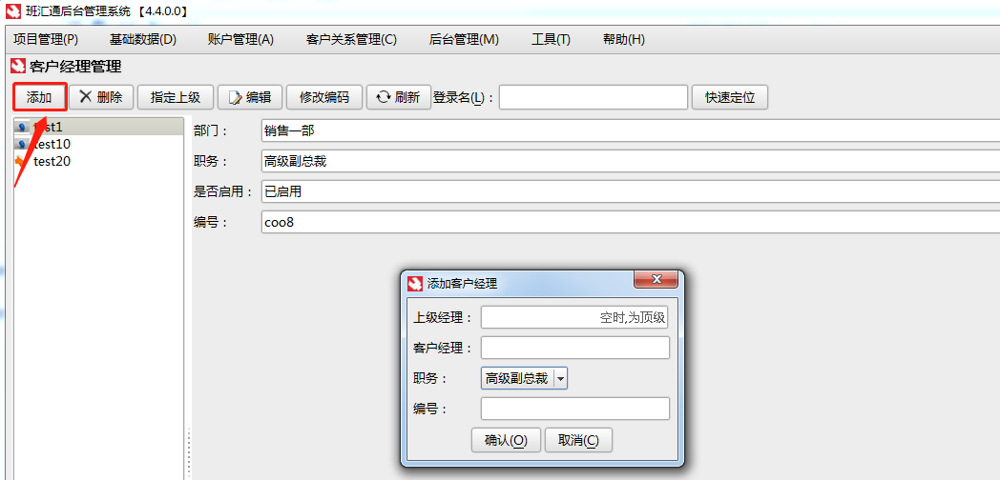 班汇通后台管理系统 【4.4.0.0】
项目管理(P) 基础数据(D) 账户管理(A) 客户关系管理(C) 后台管理(M) 工具(T) 帮助(H)
客户经理管理
添加 删除 指定上级 编辑 修改编码 刷新 登录名(L)： 快速定位
test1
test10
test20
部门： 销售一部
职务： 高级副总裁
是否启用： 已启用
编号： coo8
添加客户经理
上级经理： 空时,为顶级
客户经理：
职务： 高级副总裁
编号：
确认(O) 取消(C)